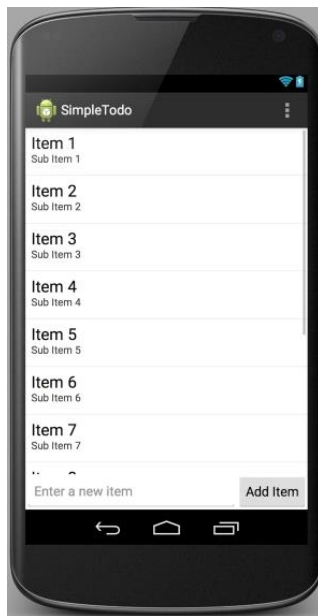 SimpleTodo
Item 1
Sub Item 1
Item 2
Sub Item 2
Item 3
Sub Item 3
Item 4
Sub Item 4
Item 5
Sub Item 5
Item 6
Sub Item 6
Item 7
Sub Item 7
Enter a new item
Add Item